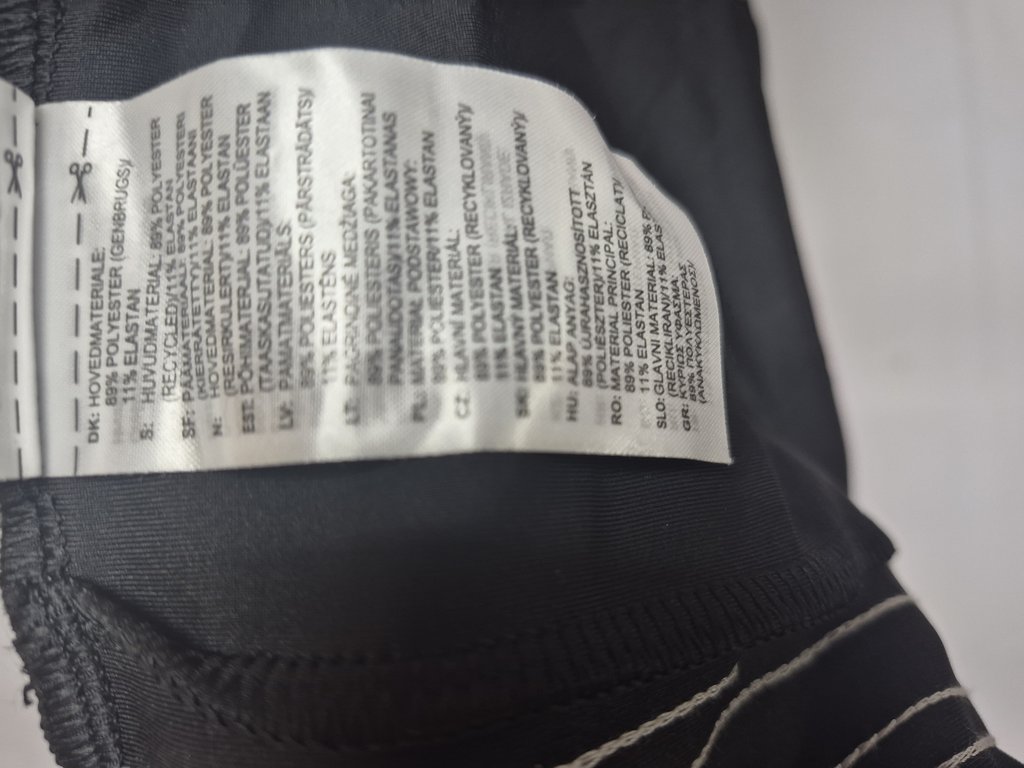 DK: HOVEDMATERIALE:
89% POLYESTER (GENBRUGS)/
11% ELASTAN
S: HUVUDMATERIAL: 89% POLYESTER
(RECYCLED)/11% ELASTAN
SF: PÄÄMATERIAALI: 89% POLYESTERI
(KIERRÄTETTY)/11% ELASTAANI
N: HOVEDMATERIAL: 89% POLYESTER
(RESIRKULERT)/11% ELASTAN
EST: PÕHIMATERJAL: 89% POLÜESTER
(TAASKASUTATUD)/11% ELASTAAN
LV: PAMATMATERIĀLS:
89% POLIESTERS (PĀRSTRĀDĀTS)/
11% ELASTĒNS
LT: PAGRINDINĖ MEDŽIAGA:
89% POLIESTERIS (PAKARTOTINAI
PANAUDOTAS)/11% ELASTANAS
PL: MATERIAŁ PODSTAWOWY:
89% POLIESTER/11% ELASTAN
CZ: HLAVNÍ MATERIÁL:
89% POLYESTER (RECYKLOVANÝ)/
11% ELASTAN
SK: HLAVNÝ MATERIÁL:
89% POLYESTER (RECYKLOVANÝ)/
11% ELASTAN
HU: ALAP ANYAG:
89% ÚJRAHASZNOSÍTOTT
(POLIÉSZTER)/11% ELASZTÁN
RO: MATERIAL PRINCIPAL:
89% POLIESTER (RECICLAT)/
11% ELASTAN
SLO: GLAVNI MATERIAL: 89% P
(RECIKLIRAN)/11% ELAS
GR: ΚΥΡΙΟΣ ΥΦΑΣΜΑ:
89% ΠΟΛΥΕΣΤΕΡΑΣ
(ΑΝΑΚΥΚΛΩΜΕΝΟΣ)/